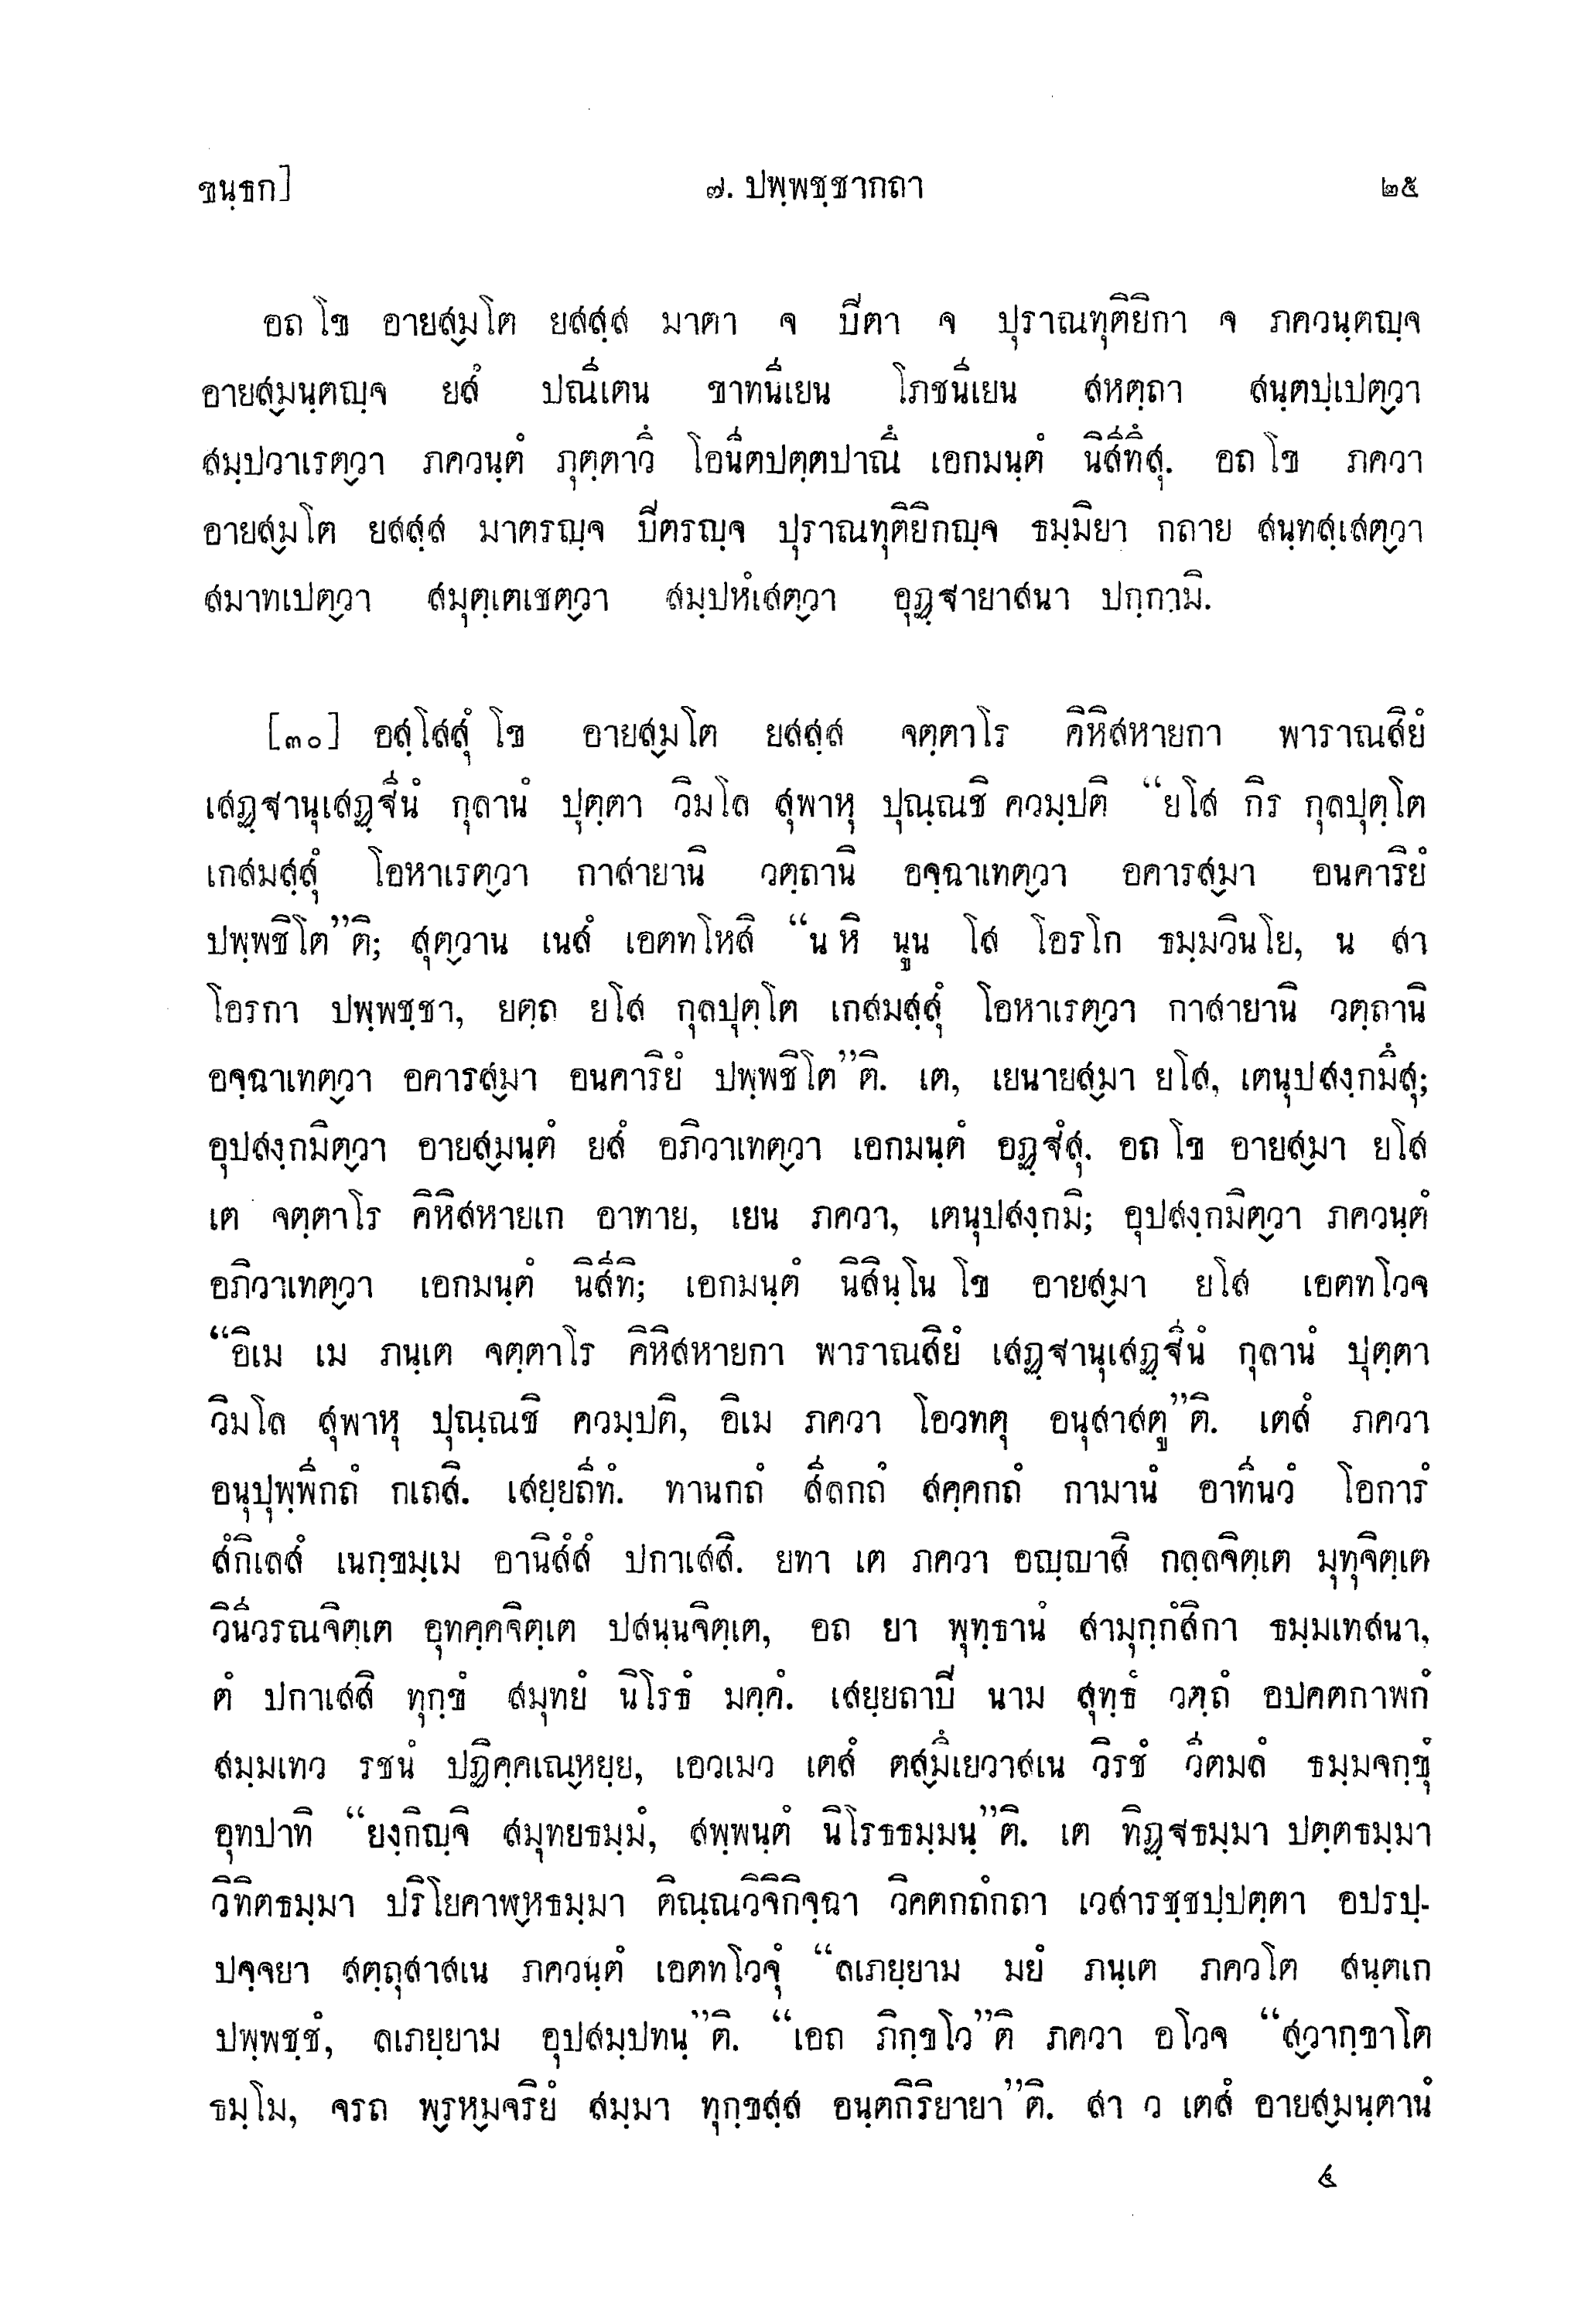 ขนฺธก]
๗. ปพฺพชฺชากถา
๒๕
อถ โข อายสฺมโต ยสสฺส มาตา จ ปีตา จ ปุราณทุติยิกา จ ภควนฺตญฺจ
อายสฺมนฺตญฺจ ยสํ ปณีเตน ขาทนีเยน โภชนีเยน สหตฺถา สนฺตปฺเปตฺวา
สมฺปวาเรตฺวา ภควนฺตํ ภุตฺตาวึ โอนีตปตฺตปาณึ เอกมนฺตํ นิสีทึสุ. อถ โข ภควา
อายสฺมโต ยสสฺส มาตรญฺจ ปีตรญฺจ ปุราณทุติยิกญฺจ ธมฺมิยา กถาย สนฺทสฺเสตฺวา
สมาทเปตฺวา สมุตฺเตเชตฺวา สมฺปหํเสตฺวา อุฏฺฐายาสนา ปกฺกามิ.
[๓๐] อสฺโสสุํ โข อายสฺมโต ยสสฺส จตฺตาโร คิหิสหายกา พาราณสิยํ
เสฏฺฐานุเสฏฺฐีนํ กุลานํ ปุตฺตา วิมโล สุพาหุ ปุณฺณชิ ควมฺปติ “ยโส กิร กุลปุตฺโต
เกสมสฺสุํ โอหาเรตฺวา กาสายานิ วตฺถานิ อจฺฉาเทตฺวา อคารสฺมา อนคาริยํ
ปพฺพชิโต”ติ; สุตฺวาน เนสํ เอตทโหสิ “น หิ นูน โส โอรโก ธมฺมวินโย, น สา
โอรกา ปพฺพชฺชา, ยตฺถ ยโส กุลปุตฺโต เกสมสฺสุํ โอหาเรตฺวา กาสายานิ วตฺถานิ
อจฺฉาเทตฺวา อคารสฺมา อนคาริยํ ปพฺพชิโต”ติ. เต, เยนายสฺมา ยโส, เตนุปสงฺกมึสุ;
อุปสงฺกมิตฺวา อายสฺมนฺตํ ยสํ อภิวาเทตฺวา เอกมนฺตํ อฏฺฐํสุ. อถ โข อายสฺมา ยโส
เต จตฺตาโร คิหิสหายเก อาทาย, เยน ภควา, เตนุปสงฺกมิ; อุปสงฺกมิตฺวา ภควนฺตํ
อภิวาเทตฺวา เอกมนฺตํ นิสีทิ; เอกมนฺตํ นิสินฺโน โข อายสฺมา ยโส เอตทโวจ
“อิเม เม ภนฺเต จตฺตาโร คิหิสหายกา พาราณสิยํ เสฏฺฐานุเสฏฺฐีนํ กุลานํ ปุตฺตา
วิมโล สุพาหุ ปุณฺณชิ ควมฺปติ, อิเม ภควา โอวทตุ อนุสาสตู”ติ. เตสํ ภควา
อนุปุพฺพีกถํ กเถสิ. เสยฺยถีทํ. ทานกถํ สีลกถํ สคฺคกถํ กามานํ อาทีนวํ โอการํ
สํกิเลสํ เนกฺขมฺเม อานิสํสํ ปกาเสสิ. ยทา เต ภควา อญฺญาสิ กลฺลจิตฺเต มุทุจิตฺเต
วินีวรณจิตฺเต อุทคฺคจิตฺเต ปสนฺนจิตฺเต, อถ ยา พุทฺธานํ สามุกฺกํสิกา ธมฺมเทสนา,
ตํ ปกาเสสิ ทุกฺขํ สมุทยํ นิโรธํ มคฺคํ. เสยฺยถาปี นาม สุทฺธํ วตฺถํ อปคตกาฬกํ
สมฺมเทว รชนํ ปฏิคฺคเณฺหยฺย, เอวเมว เตสํ ตสฺมึเยวาสเน วิรชํ วีตมลํ ธมฺมจกฺขุํ
อุทปาทิ “ยงฺกิญฺจิ สมุทยธมฺมํ, สพฺพนฺตํ นิโรธธมฺมนฺ”ติ. เต ทิฏฺฐธมฺมา ปตฺตธมฺมา
วิทิตธมฺมา ปริโยคาฬฺหธมฺมา ติณฺณวิจิกิจฺฉา วิคตกถํกถา เวสารชฺชปฺปตฺตา อปรปฺ-
ปจฺจยา สตฺถุสาสเน ภควนฺตํ เอตทโวจุํ “ลเภยฺยาม มยํ ภนฺเต ภควโต สนฺตเก
ปพฺพชฺชํ, ลเภยฺยาม อุปสมฺปทนฺ”ติ. “เอถ ภิกฺขโว”ติ ภควา อโวจ “สฺวากฺขาโต
ธมฺโม, จรถ พฺรหฺมจริยํ สมฺมา ทุกฺขสฺส อนฺตกิริยายา”ติ. สา ว เตสํ อายสฺมนฺตานํ
๔